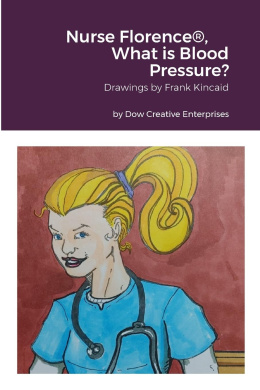 Nurse Florence®,
What is Blood
Pressure?
Drawings by Frank Kincaid
by Dow Creative Enterprises